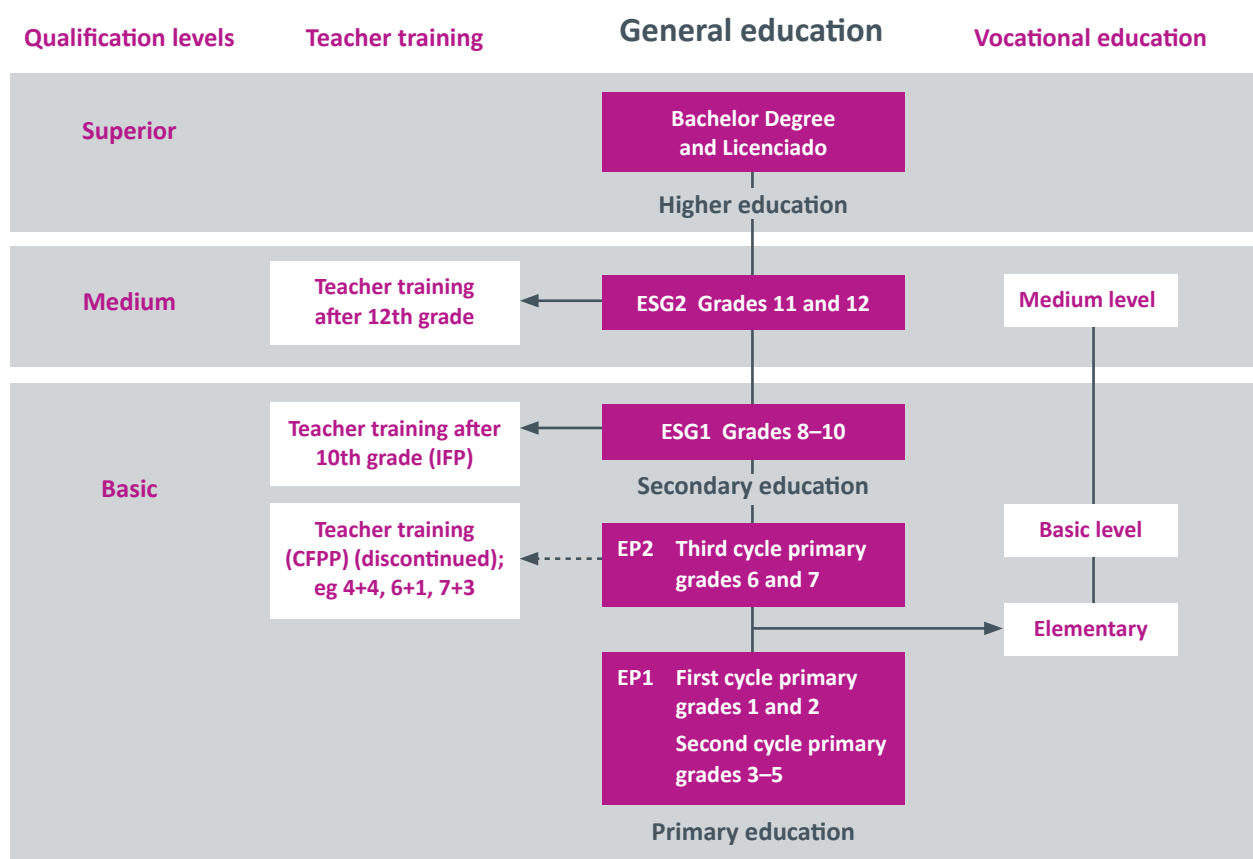 Qualification levels
Teacher training
General education
Vocational education
Superior
Bachelor Degree
and Licenciado
Higher education
Medium
Teacher training
after 12th grade
ESG2 Grades 11 and 12
Medium level
Basic
Teacher training after
10th grade (IFP)
ESG1 Grades 8–10
Secondary education
Teacher training
(CFPP) (discontinued);
eg 4+4, 6+1, 7+3
EP2 Third cycle primary
grades 6 and 7
Basic level
Elementary
EP1 First cycle primary
grades 1 and 2
Second cycle primary
grades 3–5
Primary education